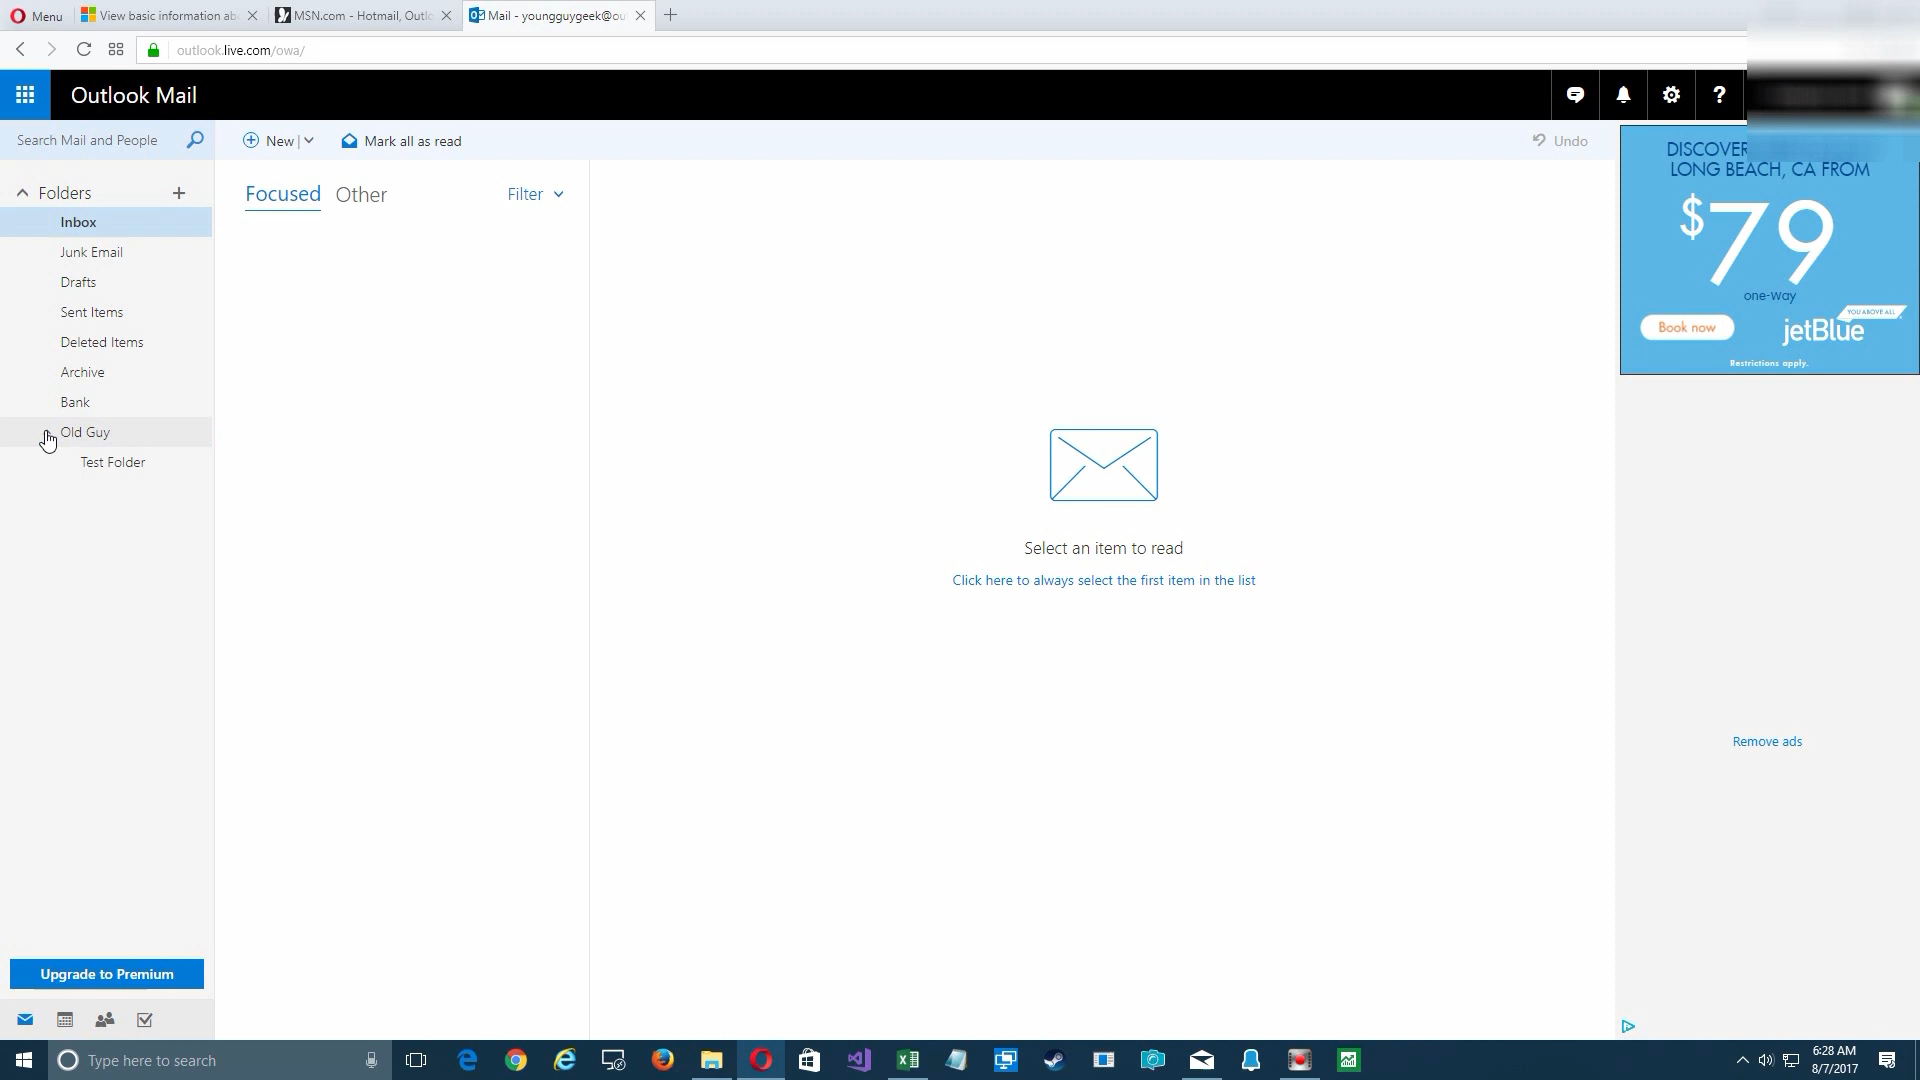 Menu
View basic information ab
MSN.com - Hotmail, Outlo
Mail - youngguygeek@ou
outlook.live.com/owa/
Outlook Mail
?
Search Mail and People
New
Mark all as read
Undo
Folders
Inbox
Junk Email
Drafts
Sent Items
Deleted Items
Archive
Bank
Old Guy
Test Folder
Focused
Other
Filter
Select an item to read
Click here to always select the first item in the list
DISCOVER
LONG BEACH, CA FROM
$79
one-way
Book now
YOU ABOVE ALL
jetBlue
Restrictions apply.
Remove ads
Upgrade to Premium
Type here to search
6:28 AM
8/7/2017